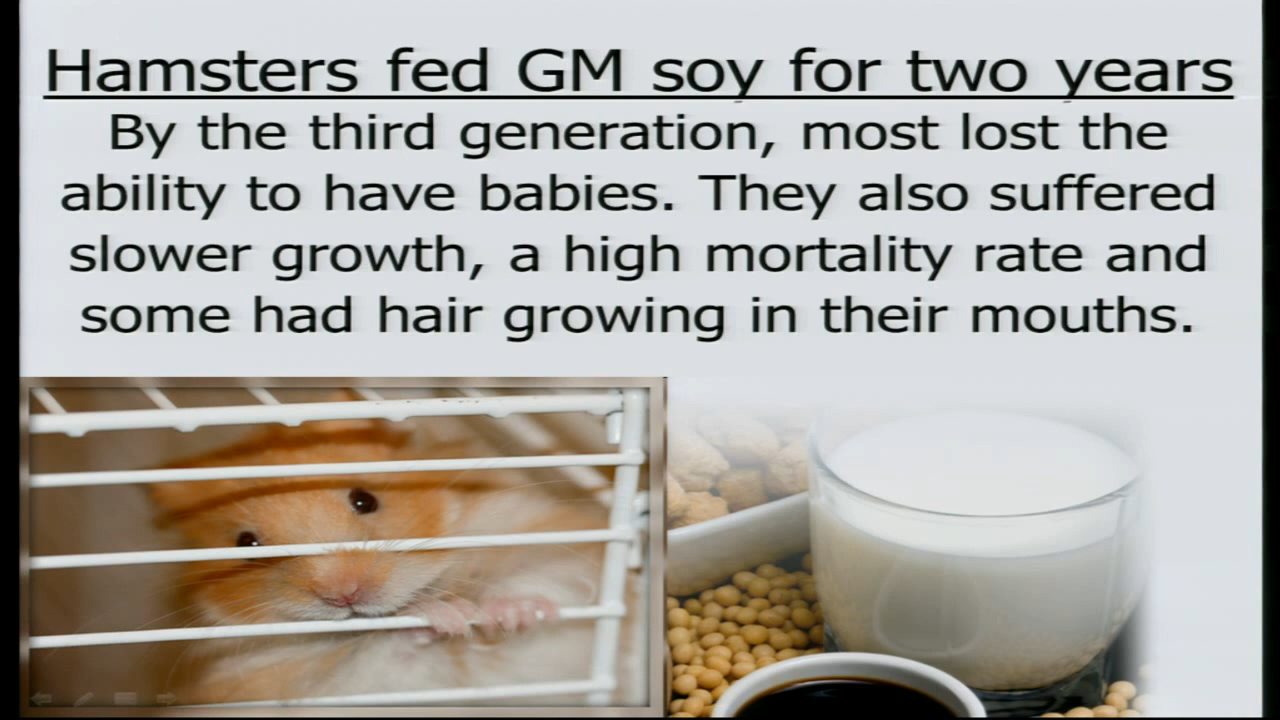 Hamsters fed GM soy for two years
By the third generation, most lost the
ability to have babies. They also suffered
slower growth, a high mortality rate and
some had hair growing in their mouths.